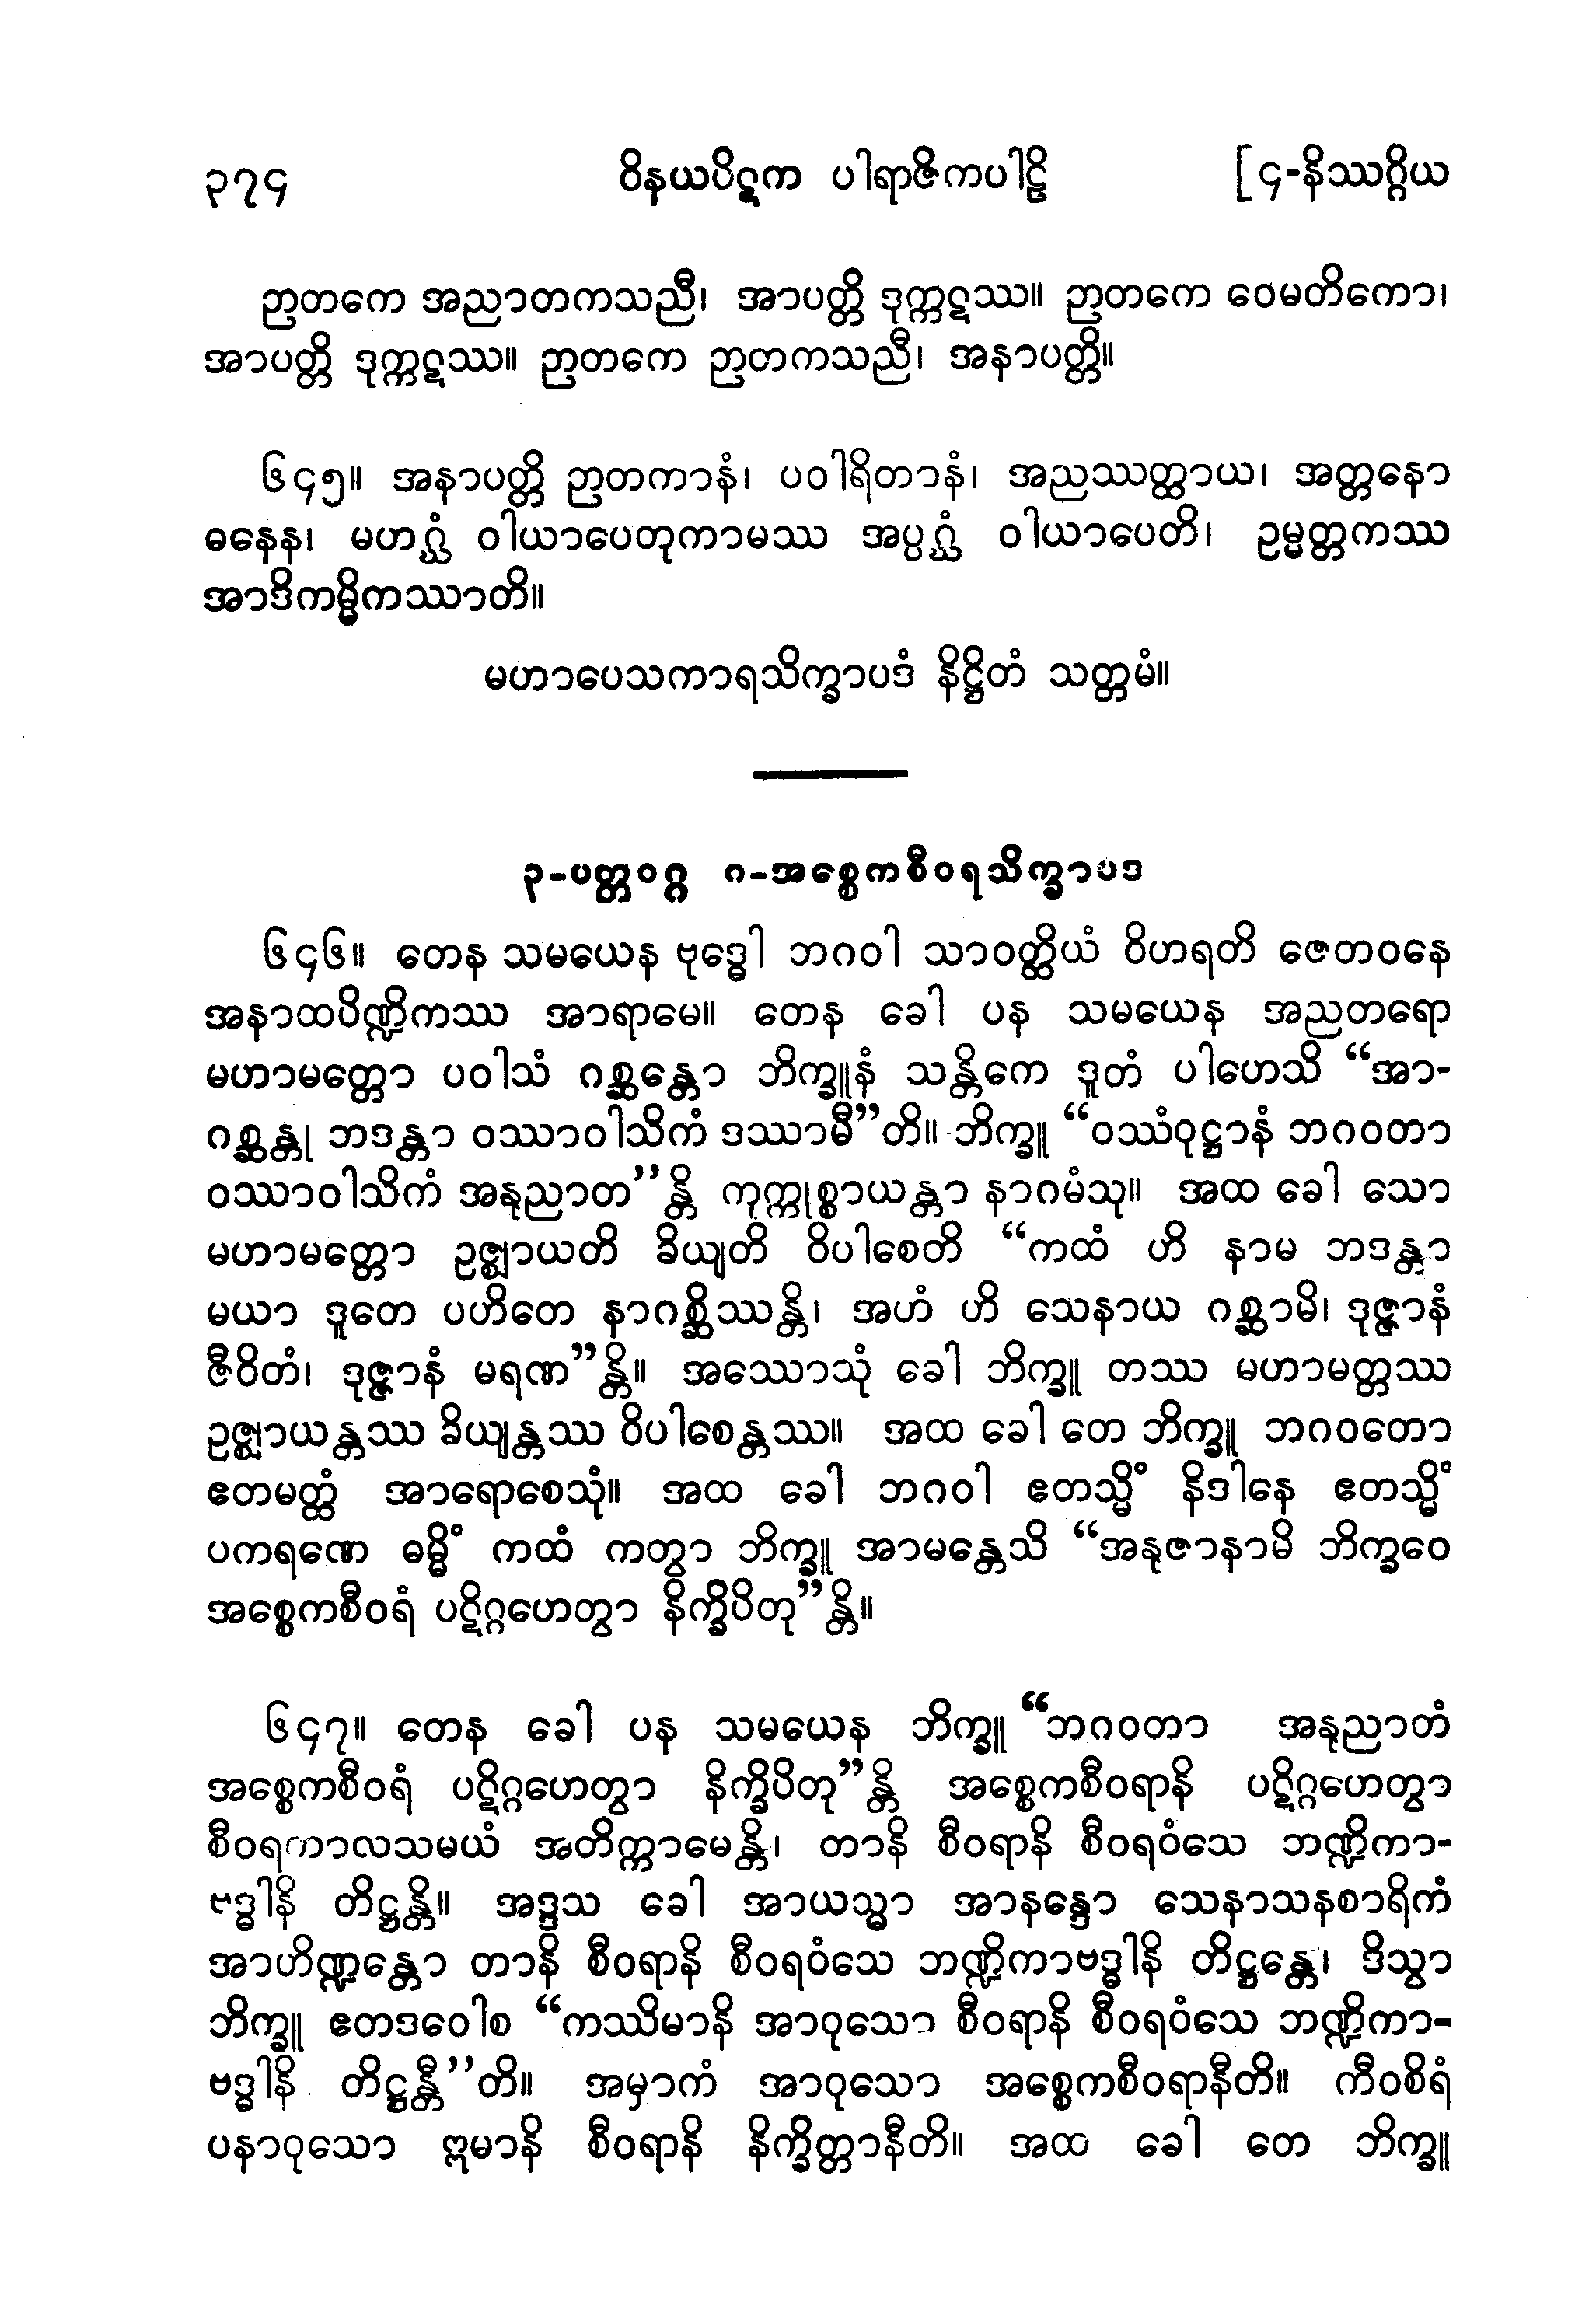 ၃၇၄ ဝိနယပိဋက ပါရာဇိကပါဠိ [၄-နိဿဂ္ဂိယ
ဉာတကေ အညာတကသညီ၊ အာပတ္တိ ဒုက္ကဋဿ။ ဉာတကေ ဝေမတိကော၊
အာပတ္တိ ဒုက္ကဋဿ။ ဉာတကေ ဉာတကသညီ၊ အနာပတ္တိ။
၆၄၅။ အနာပတ္တိ ဉာတကာနံ၊ ပဝါရိတာနံ၊ အညဿတ္ထာယ၊ အတ္တနော
ဓနေန၊ မဟဂ္ဃံ ဝါယာပေတုကာမဿ အပ္ပဂ္ဃံ ဝါယာပေတိ၊ ဥမ္မတ္တကဿ
အာဒိကမ္မိကဿာတိ။
မဟာပေသကာရသိက္ခာပဒံ နိဋ္ဌိတံ သတ္တမံ။
၃-ပတ္တဝဂ္ဂ ၈-အစ္စေကစီဝရသိက္ခာပဒ
၆၄၆။ တေန သမယေန ဗုဒ္ဓေါ ဘဂဝါ သာဝတ္ထိယံ ဝိဟရတိ ဇေတဝနေ
အနာထပိဏ္ဍိကဿ အာရာမေ။ တေန ခေါ ပန သမယေန အညတရော
မဟာမတ္တော ပဝါသံ ဂစ္ဆန္တော ဘိက္ခူနံ သန္တိကေ ဒူတံ ပါဟေသိ “အာ-
ဂစ္ဆန္တု ဘဒန္တာ ဝဿာဝါသိကံ ဒဿာမီ”တိ။ ဘိက္ခူ “ဝဿံဝုဋ္ဌာနံ ဘဂဝတာ
ဝဿာဝါသိကံ အနုညာတ”န္တိ ကုက္ကုစ္စာယန္တာ နာဂမံသု။ အထ ခေါ သော
မဟာမတ္တော ဥဇ္ဈာယတိ ခိယျတိ ဝိပါစေတိ “ကထံ ဟိ နာမ ဘဒန္တာ
မယာ ဒူတေ ပဟိတေ နာဂစ္ဆိဿန္တိ၊ အဟံ ဟိ သေနာယ ဂစ္ဆာမိ၊ ဒုဇ္ဇာနံ
ဇီဝိတံ၊ ဒုဇ္ဇာနံ မရဏ”န္တိ။ အဿောသုံ ခေါ ဘိက္ခူ တဿ မဟာမတ္တဿ
ဥဇ္ဈာယန္တဿ ခိယျန္တဿ ဝိပါစေန္တဿ။ အထ ခေါ တေ ဘိက္ခူ ဘဂဝတော
ဧတမတ္ထံ အာရောစေသုံ။ အထ ခေါ ဘဂဝါ ဧတသ္မိံ နိဒါနေ ဧတသ္မိံ
ပကရဏေ ဓမ္မိံ ကထံ ကတွာ ဘိက္ခူ အာမန္တေသိ “အနုဇာနာမိ ဘိက္ခဝေ
အစ္စေကစီဝရံ ပဋိဂ္ဂဟေတွာ နိက္ခိပိတု”န္တိ။
၆၄၇။ တေန ခေါ ပန သမယေန ဘိက္ခူ “ဘဂဝတာ အနုညာတံ
အစ္စေကစီဝရံ ပဋိဂ္ဂဟေတွာ နိက္ခိပိတု”န္တိ အစ္စေကစီဝရာနိ ပဋိဂ္ဂဟေတွာ
စီဝရကာလသမယံ အတိက္ကာမေန္တိ၊ တာနိ စီဝရာနိ စီဝရဝံသေ ဘဏ္ဍိကာ-
ဗဒ္ဓါနိ တိဋ္ဌန္တိ။ အဒ္ဒသ ခေါ အာယသ္မာ အာနန္ဒော သေနာသနစာရိကံ
အာဟိဏ္ဍန္တော တာနိ စီဝရာနိ စီဝရဝံသေ ဘဏ္ဍိကာဗဒ္ဓါနိ တိဋ္ဌန္တေ၊ ဒိသွာ
ဘိက္ခူ ဧတဒဝေါစ “ကဿိမာနိ အာဝုသော စီဝရာနိ စီဝရဝံသေ ဘဏ္ဍိကာ-
ဗဒ္ဓါနိ တိဋ္ဌန္တီ”တိ။ အမှာကံ အာဝုသော အစ္စေကစီဝရာနီတိ။ ကီဝစိရံ
ပနာဝုသော ဣမာနိ စီဝရာနိ နိက္ခိတ္တာနီတိ။ အထ ခေါ တေ ဘိက္ခူ